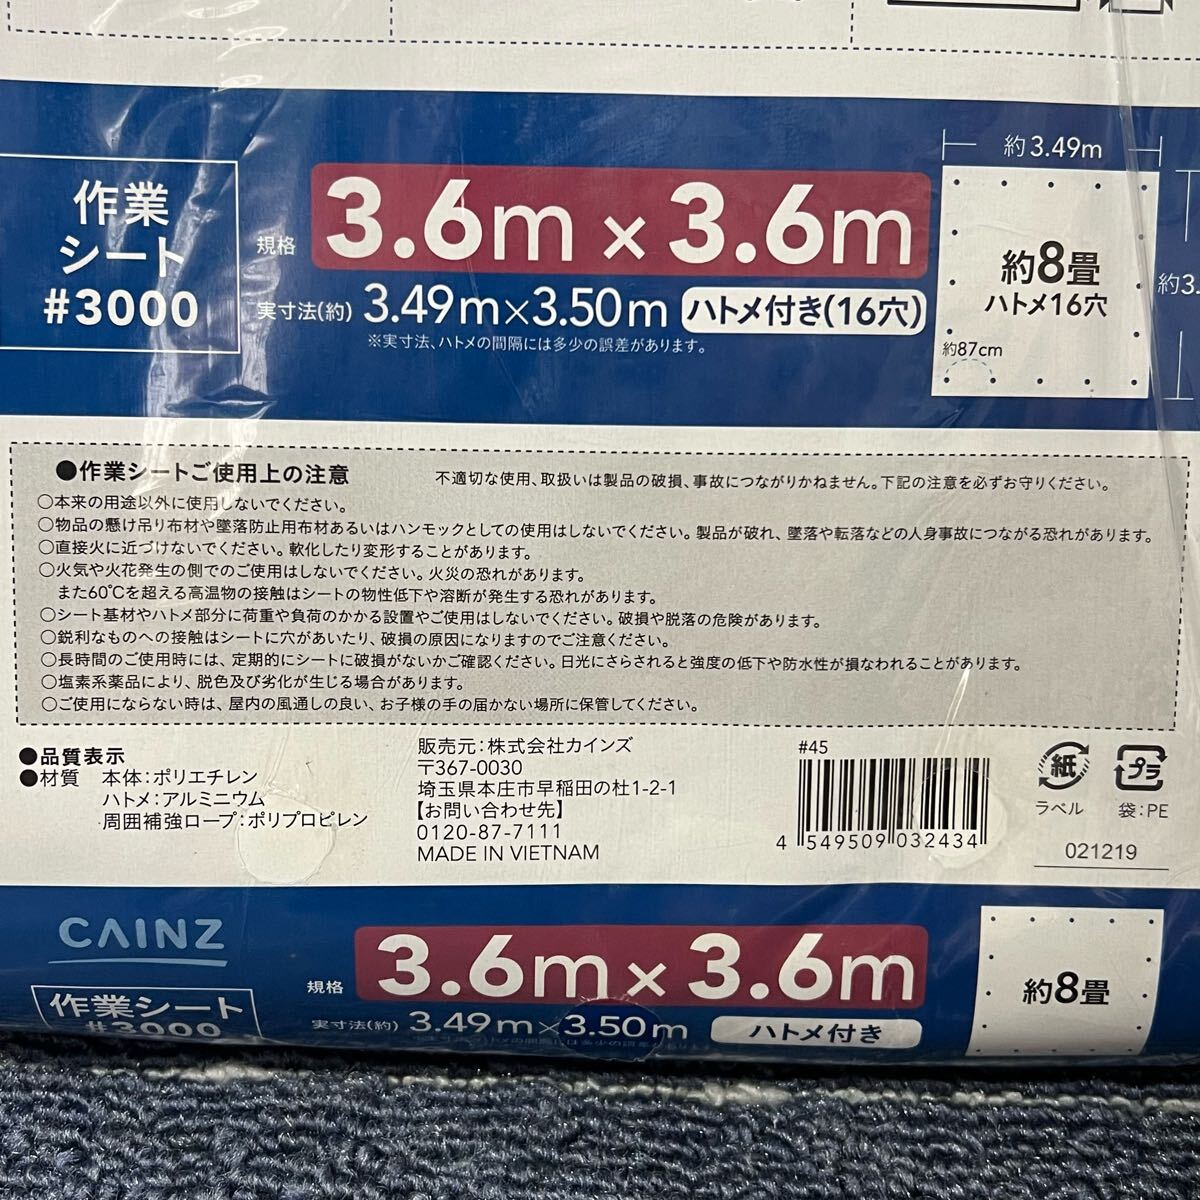 作業
シート
#3000
規格 3.6m×3.6m
実寸法(約) 3.49m×3.50m ハトメ付き(16穴)
※実寸法、ハトメの間隔には多少の誤差があります。
約3.49m
約8畳
ハトメ16穴
約87cm
約3.
●作業シートご使用上の注意 不適切な使用、取扱いは製品の破損、事故につながりかねません。下記の注意を必ずお守りください。
○本来の用途以外に使用しないでください。
○物品の懸け吊り布材や墜落防止用布材あるいはハンモックとしての使用はしないでください。製品が破れ、墜落や転落などの人身事故につながる恐れがあります。
○直接火に近づけないでください。軟化したり変形することがあります。
○火気や火花発生の側でのご使用はしないでください。火災の恐れがあります。
また60℃を超える高温物の接触はシートの物性低下や溶断が発生する恐れがあります。
○シート基材やハトメ部分に荷重や負荷のかかる設置やご使用はしないでください。破損や脱落の危険があります。
○鋭利なものへの接触はシートに穴があいたり、破損の原因になりますのでご注意ください。
○長時間のご使用時には、定期的にシートに破損がないかご確認ください。日光にさらされると強度の低下や防水性が損なわれることがあります。
○塩素系薬品により、脱色及び劣化が生じる場合があります。
○ご使用にならない時は、屋内の風通しの良い、お子様の手の届かない場所に保管してください。
●品質表示
●材質 本体:ポリエチレン
ハトメ:アルミニウム
周囲補強ロープ:ポリプロピレン
販売元:株式会社カインズ
〒367-0030
埼玉県本庄市早稲田の杜1-2-1
【お問い合わせ先】
0120-87-7111
MADE IN VIETNAM
#45
4 549509 032434
紙
ラベル
プラ
袋:PE
021219
CAINZ
作業シート
#3000
規格 3.6m×3.6m
実寸法(約) 3.49m×3.50m ハトメ付き
約8畳